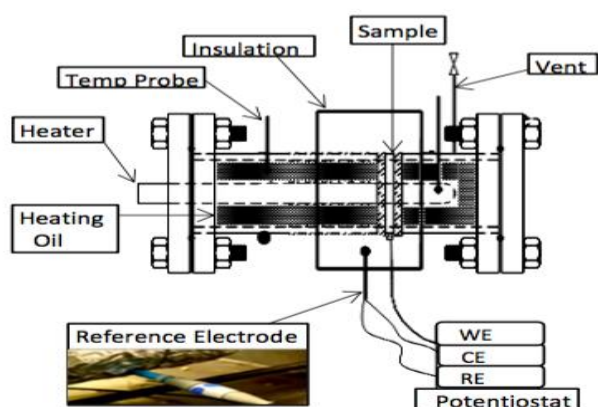 Sample
Insulation
Temp Probe
Vent
Heater
Heating
Oil
Reference Electrode
WE
CE
RE
Potentiostat